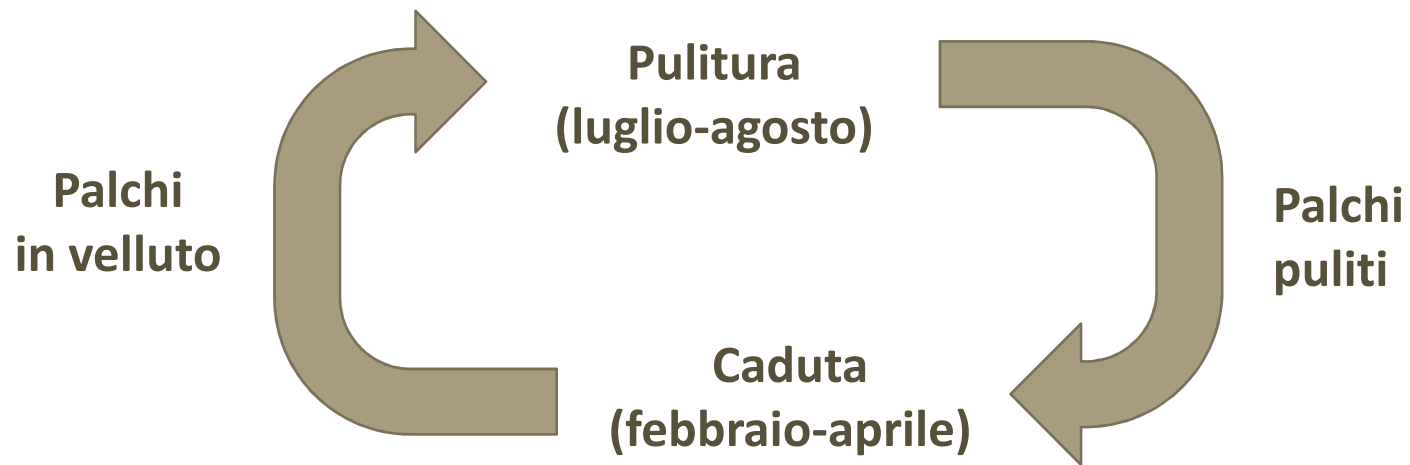 Pulitura
(luglio-agosto)
Palchi
in velluto
Palchi
puliti
Caduta
(febbraio-aprile)